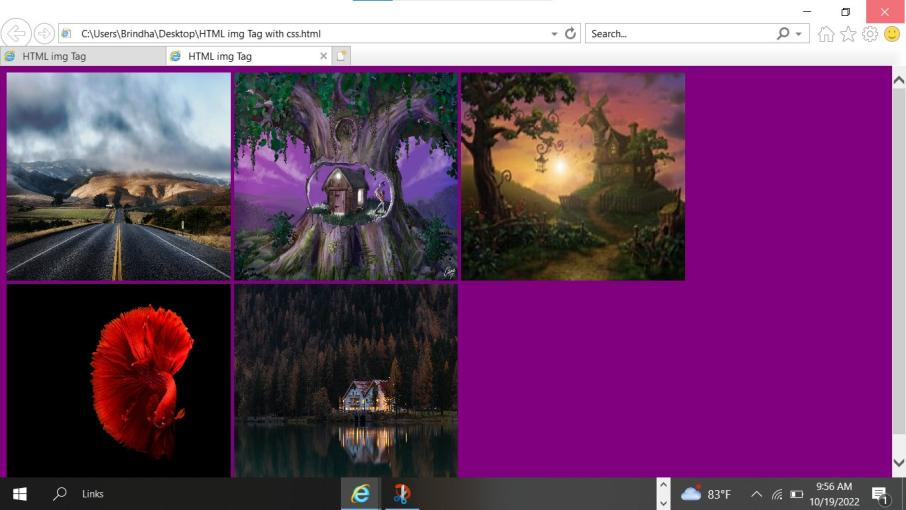 C:\Users\Brindha\Desktop\HTML img Tag with css.html
Search...
HTML img Tag
HTML img Tag
Links
83°F
9:56 AM
10/19/2022
1